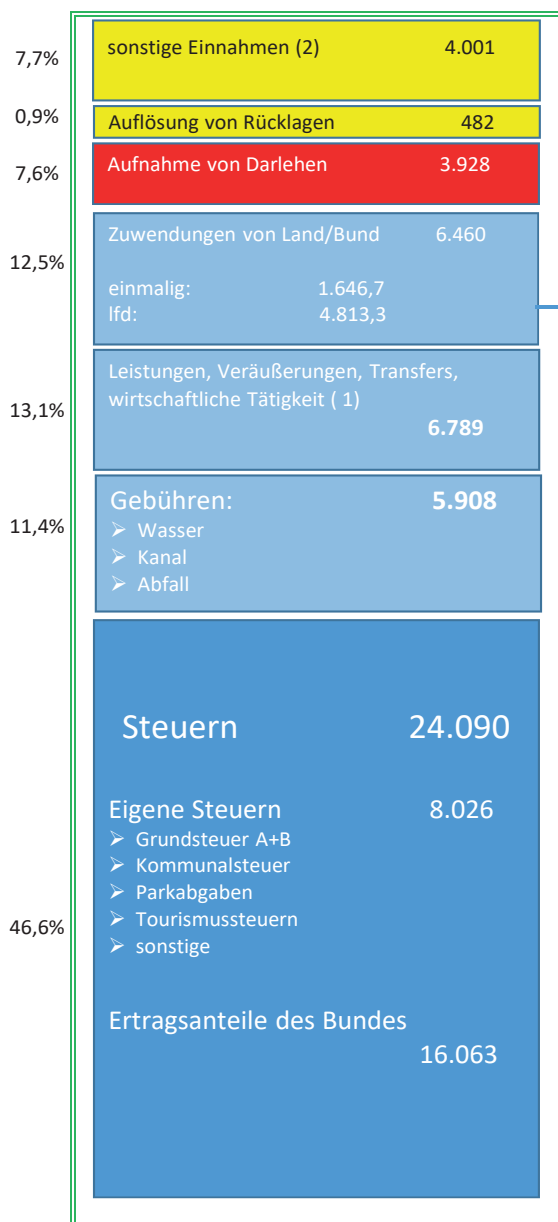 7,7%
sonstige Einnahmen (2) 4.001
0,9%
Auflösung von Rücklagen 482
7,6%
Aufnahme von Darlehen 3.928
12,5%
Zuwendungen von Land/Bund 6.460
einmalig: 1.646,7
lfd: 4.813,3
13,1%
Leistungen, Veräußerungen, Transfers,
wirtschaftliche Tätigkeit ( 1)
6.789
11,4%
Gebühren: 5.908
➢ Wasser
➢ Kanal
➢ Abfall
46,6%
Steuern 24.090
Eigene Steuern 8.026
➢ Grundsteuer A+B
➢ Kommunalsteuer
➢ Parkabgaben
➢ Tourismussteuern
➢ sonstige
Ertragsanteile des Bundes
16.063